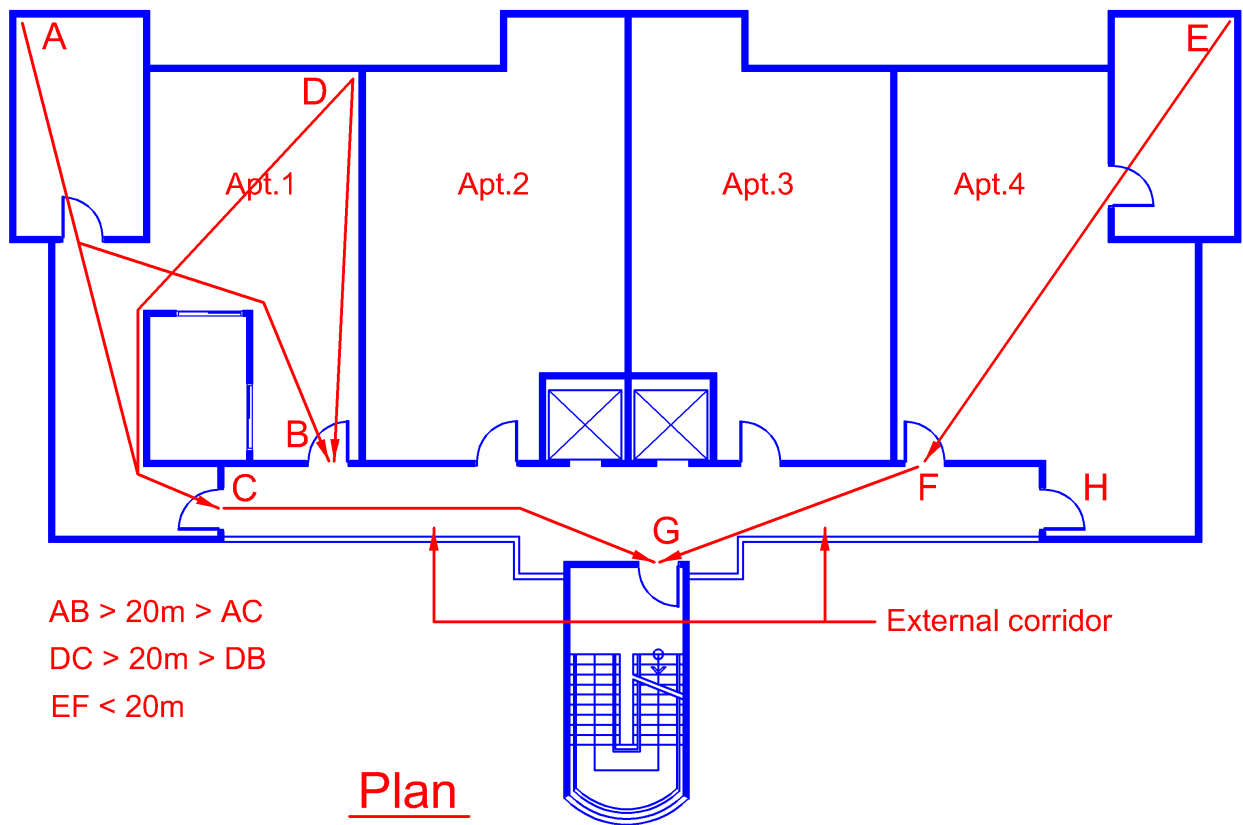 A
E
D
Apt.1
Apt.2
Apt.3
Apt.4
B
C
F
H
G
AB > 20m > AC
External corridor
DC > 20m > DB
EF < 20m
Plan